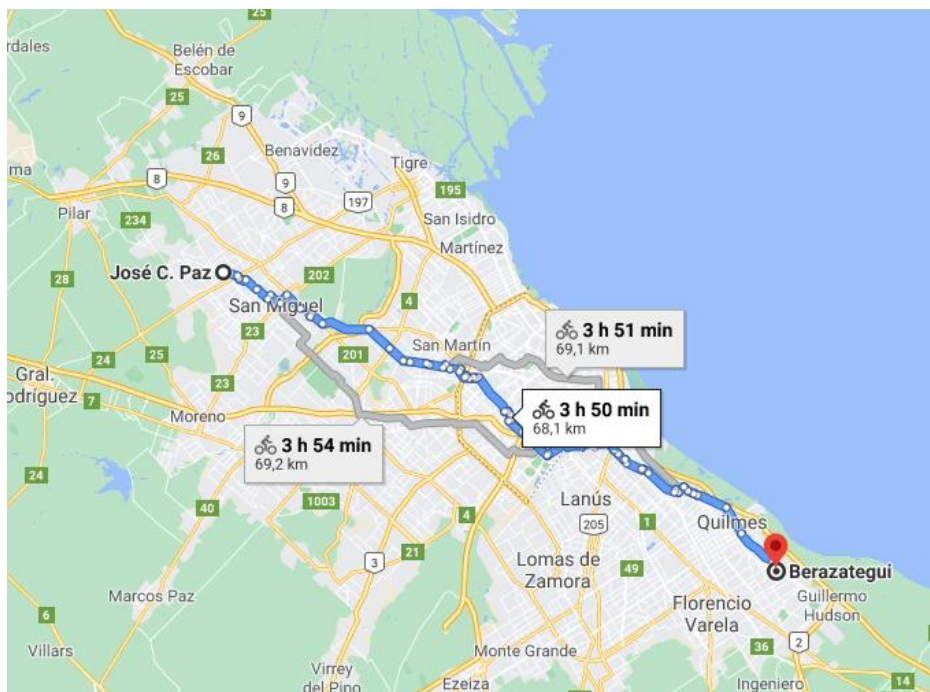 rdales
Belén de
Escobar
25
9
26
Benavidez
Tigre
9
8
195
8
197
Pilar
San Isidro
234
Martínez
José C. Paz
202
28
San Miguel
4
23
3 h 51 min
69,1 km
25
201
San Martín
Gral.
odríguez
7
23
3 h 50 min
68,1 km
Moreno
3 h 54 min
69,2 km
24
1003
Lanús
40
4
205
1
Quilmes
21
3
Lomas de
Zamora
49
Berazategui
Marcos Paz
Guillermo
Hudson
6
Florencio
Varela
2
Villars
Monte Grande
36
Virrey
del Pino
Ezeiza
Ingeniero
14